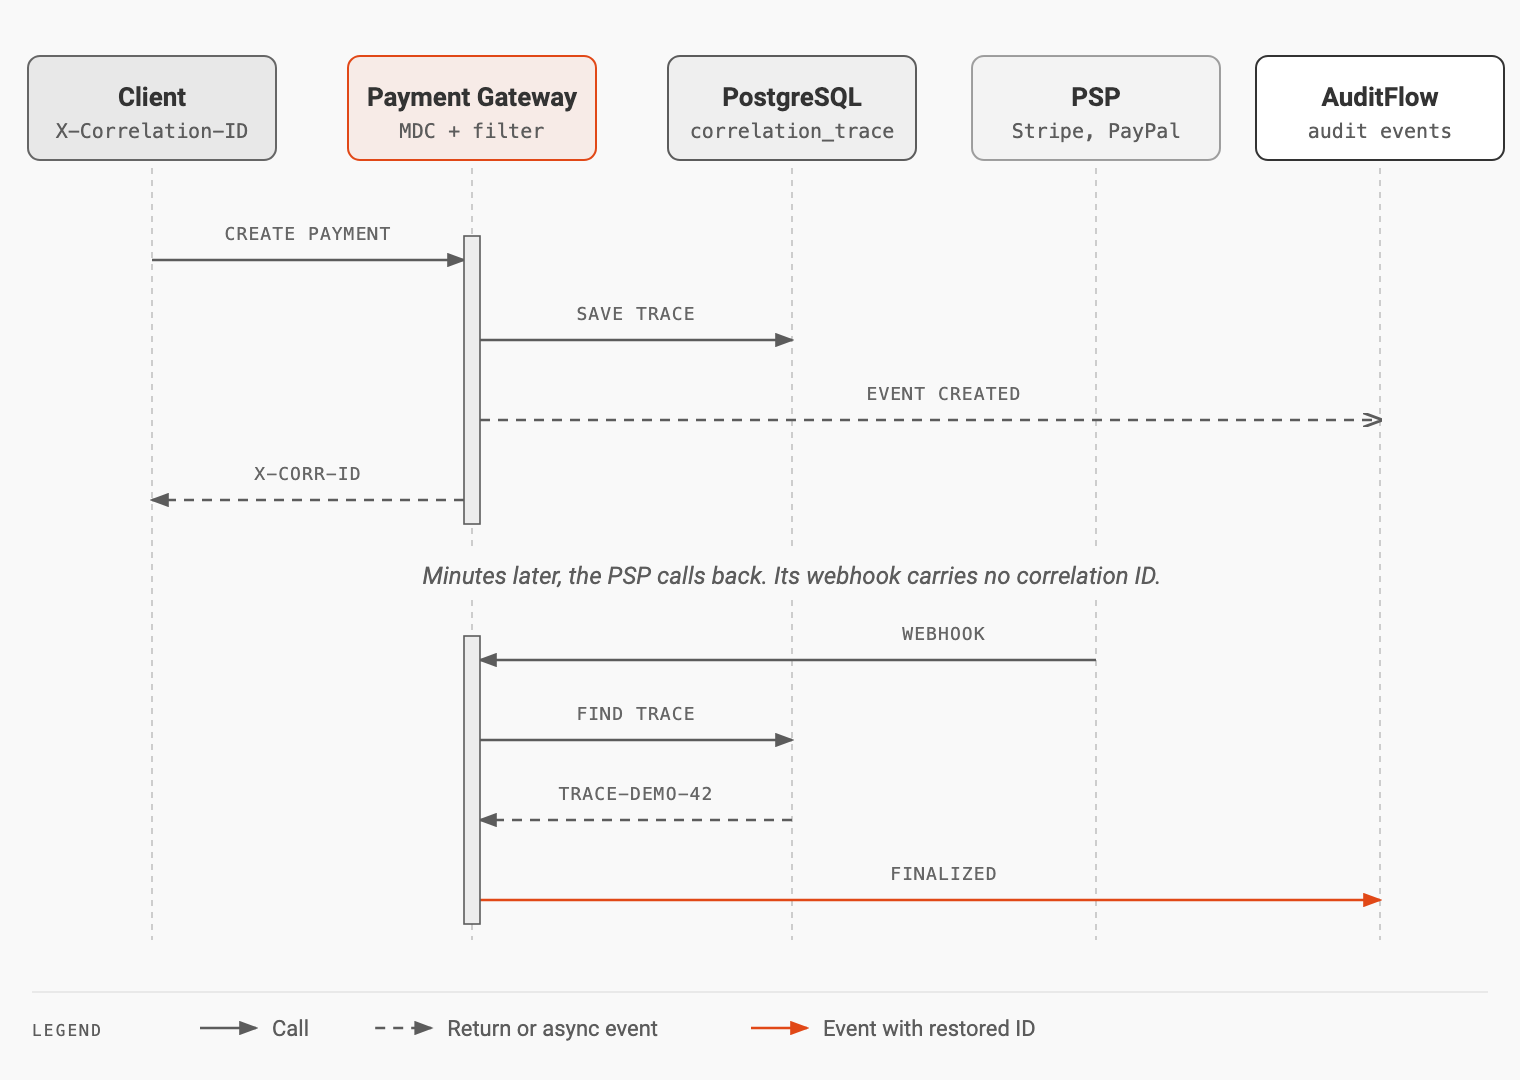 Client
X-Correlation-ID
Payment Gateway
MDC + filter
PostgreSQL
correlation_trace
PSP
Stripe, PayPal
AuditFlow
audit events
CREATE PAYMENT
SAVE TRACE
EVENT CREATED
X-CORR-ID
Minutes later, the PSP calls back. Its webhook carries no correlation ID.
WEBHOOK
FIND TRACE
TRACE-DEMO-42
FINALIZED
LEGEND
Call
Return or async event
Event with restored ID